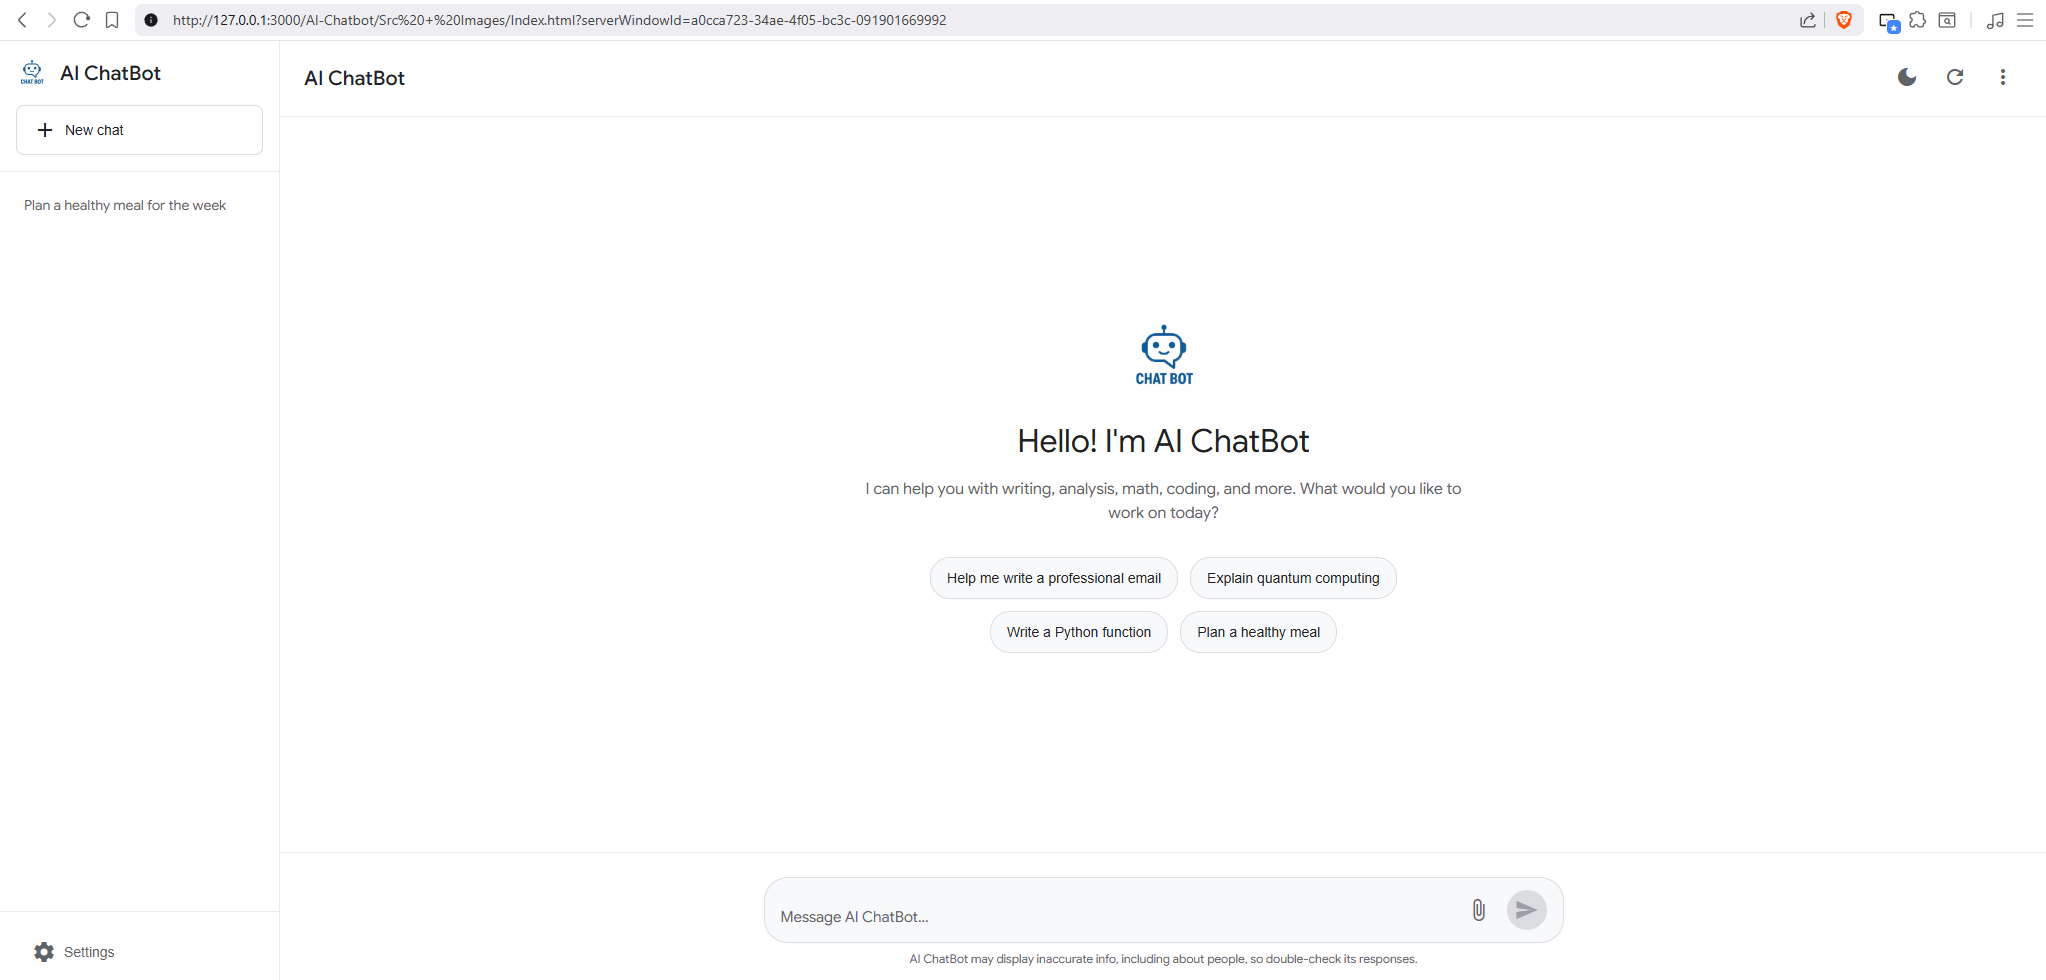 http://127.0.0.1:3000/AI-Chatbot/Src%20+%20Images/Index.html?serverWindowId=a0cca723-34ae-4f05-bc3c-091901669992
CHAT BOT
AI ChatBot
New chat
Plan a healthy meal for the week
Settings
AI ChatBot
CHAT BOT
Hello! I'm AI ChatBot
I can help you with writing, analysis, math, coding, and more. What would you like to
work on today?
Help me write a professional email
Explain quantum computing
Write a Python function
Plan a healthy meal
Message AI ChatBot...
AI ChatBot may display inaccurate info, including about people, so double-check its responses.